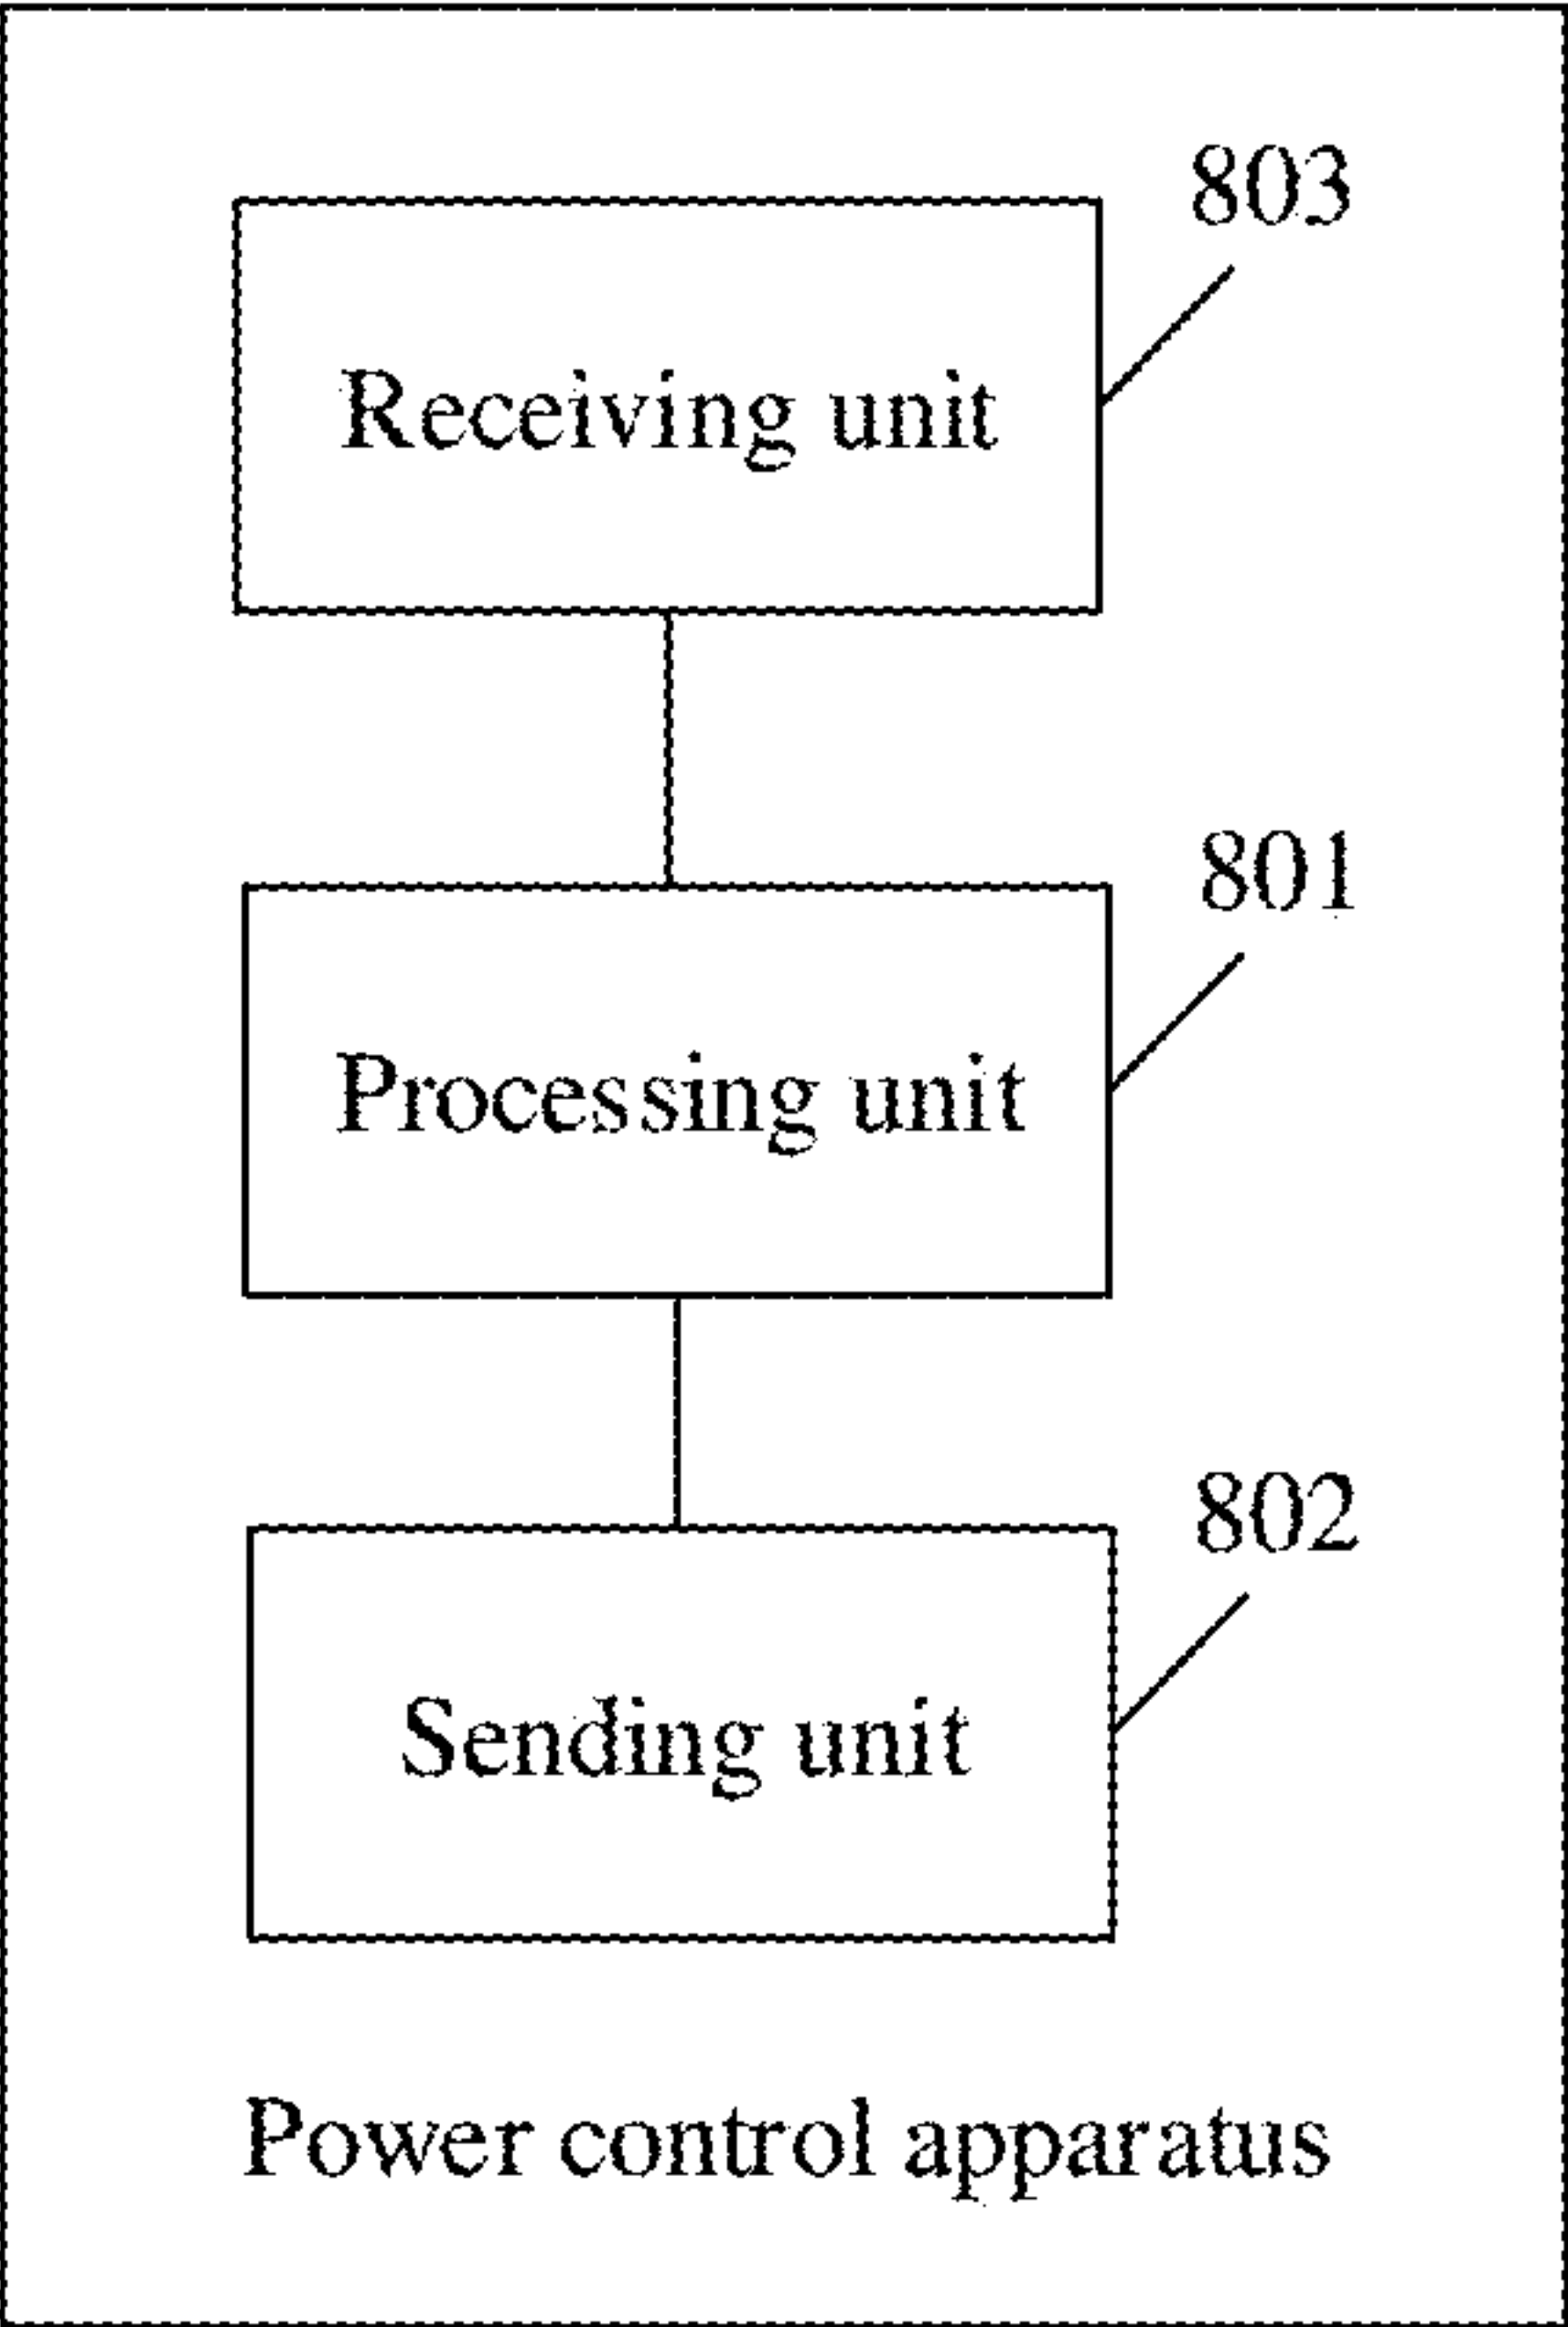 803
Receiving unit
801
Processing unit
802
Sending unit
Power control apparatus